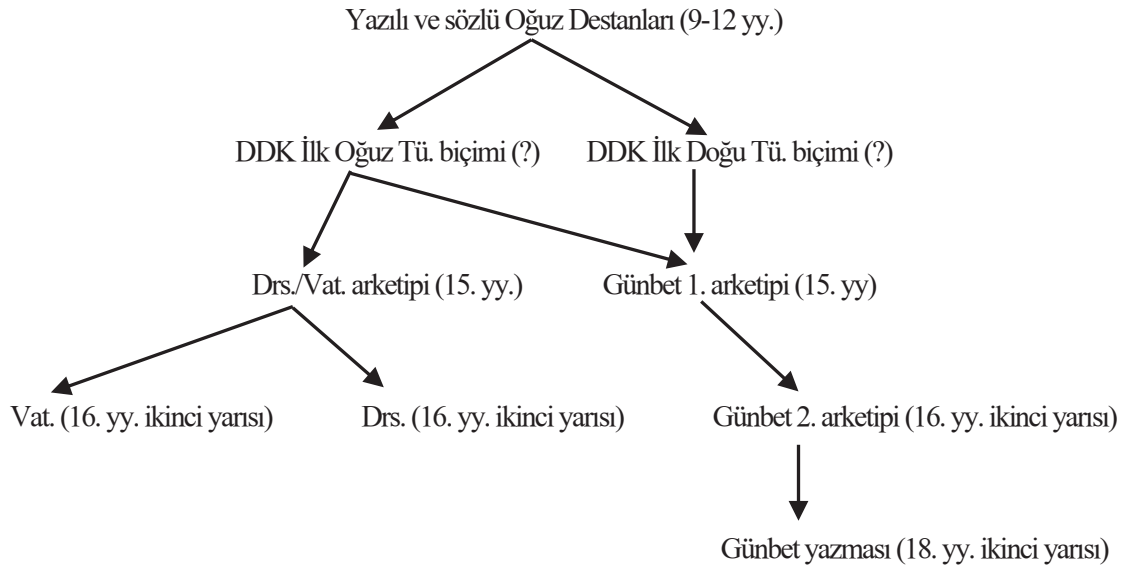 Yazılı ve sözlü Oğuz Destanları (9-12 yy.)
DDK İlk Oğuz Tü. biçimi (?)
DDK İlk Doğu Tü. biçimi (?)
Drs./Vat. arketipi (15. yy.)
Günbet 1. arketipi (15. yy)
Vat. (16. yy. ikinci yarısı)
Drs. (16. yy. ikinci yarısı)
Günbet 2. arketipi (16. yy. ikinci yarısı)
Günbet yazması (18. yy. ikinci yarısı)